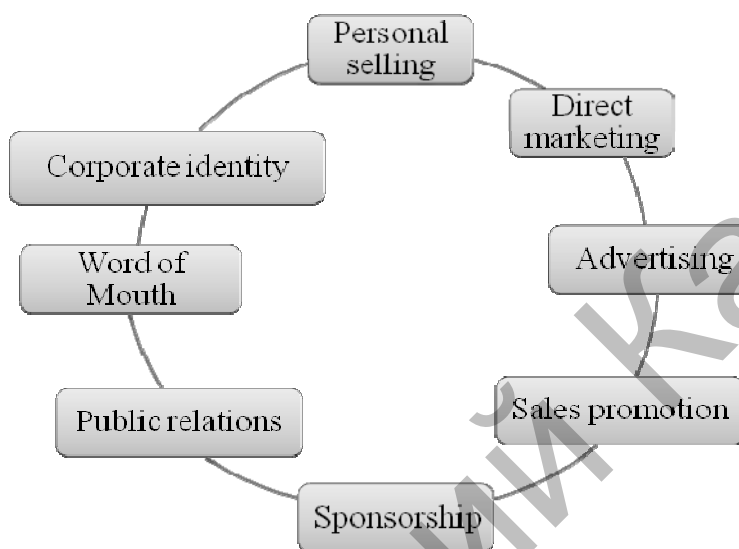 Personal
selling
Direct
marketing
Advertising
Sales promotion
Sponsorship
Public relations
Word of
Mouth
Corporate identity